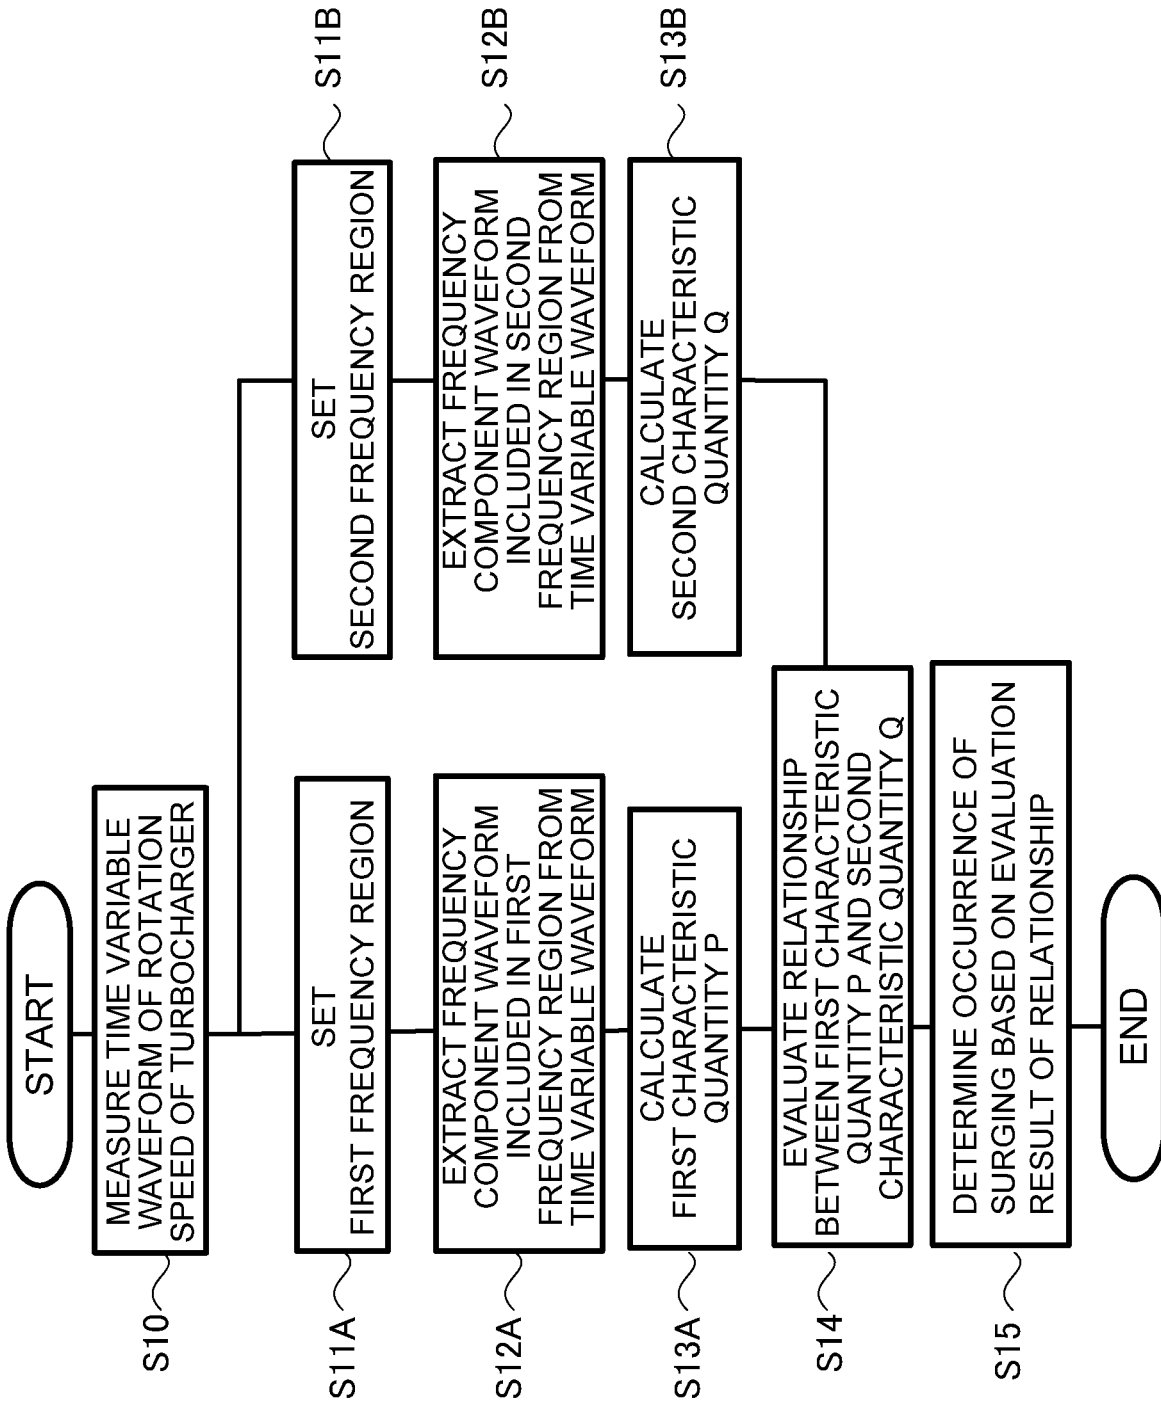 START
S10
MEASURE TIME VARIABLE
WAVEFORM OF ROTATION
SPEED OF TURBOCHARGER
S11A
SET
FIRST FREQUENCY REGION
S11B
SET
SECOND FREQUENCY REGION
S12A
EXTRACT FREQUENCY
COMPONENT WAVEFORM
INCLUDED IN FIRST
FREQUENCY REGION FROM
TIME VARIABLE WAVEFORM
S12B
EXTRACT FREQUENCY
COMPONENT WAVEFORM
INCLUDED IN SECOND
FREQUENCY REGION FROM
TIME VARIABLE WAVEFORM
S13A
CALCULATE
FIRST CHARACTERISTIC
QUANTITY P
S13B
CALCULATE
SECOND CHARACTERISTIC
QUANTITY Q
S14
EVALUATE RELATIONSHIP
BETWEEN FIRST CHARACTERISTIC
QUANTITY P AND SECOND
CHARACTERISTIC QUANTITY Q
S15
DETERMINE OCCURRENCE OF
SURGING BASED ON EVALUATION
RESULT OF RELATIONSHIP
END